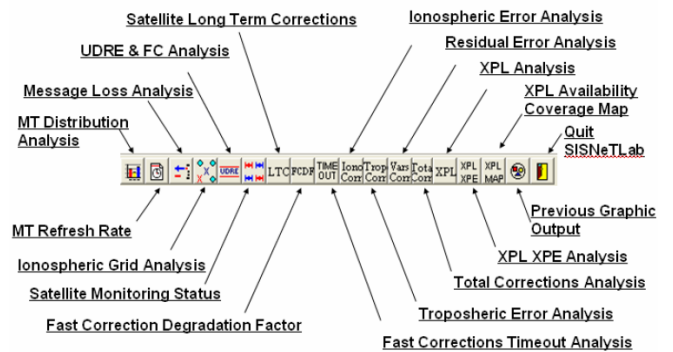 Satellite Long Term Corrections
Ionospheric Error Analysis
Residual Error Analysis
UDRE & FC Analysis
XPL Analysis
Message Loss Analysis
XPL Availability
Coverage Map
MT Distribution
Analysis
Quit
SISNeTLab
UDRE
LTC
FCDF
TIME
OUT
Iono
Corr
Trop
Corr
Vars
Corr
Tota
Corr
XPL
XPL
XPE
XPL
MAP
Previous Graphic
Output
MT Refresh Rate
XPL XPE Analysis
Ionospheric Grid Analysis
Total Corrections Analysis
Satellite Monitoring Status
Troposheric Error Analysis
Fast Correction Degradation Factor
Fast Corrections Timeout Analysis